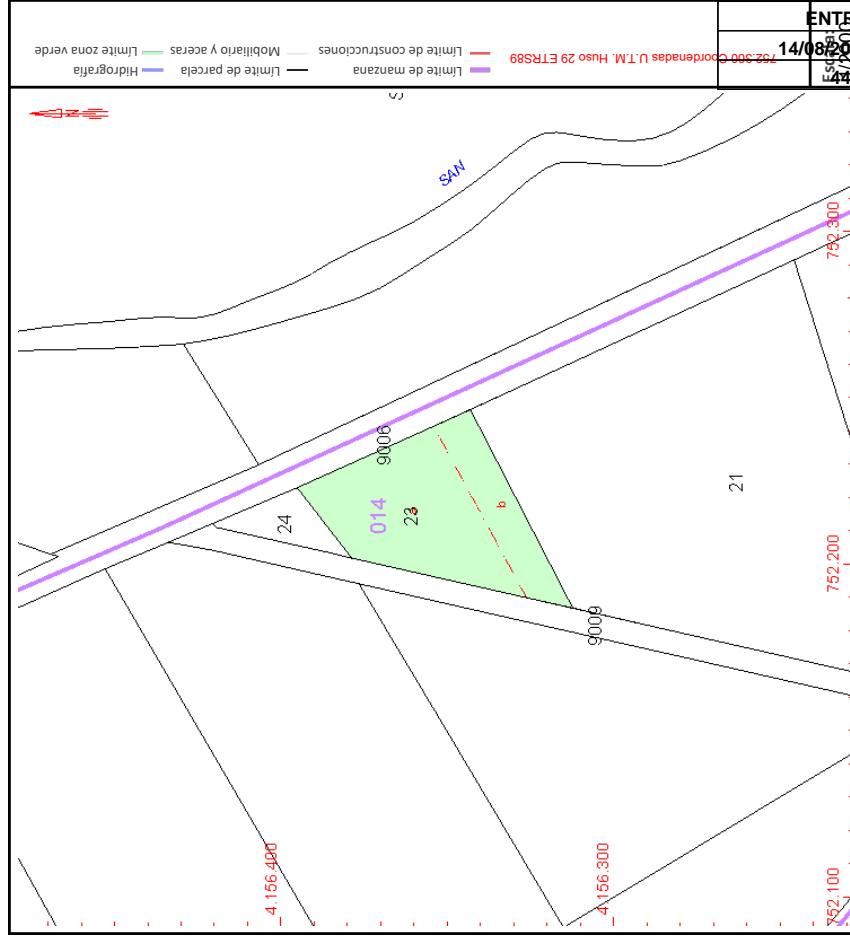 ENTR
14/08/20
752.300 Coordenadas U.T.M. Huso 29 ETRS89
Límite de manzana
Límite de construcciones
Límite de parcela
Mobiliario y aceras
Hidrografía
Límite zona verde
S
SAN
752.300
9006
014
23
24
b
21
752.200
9009
4.156.400
4.156.300
752.100